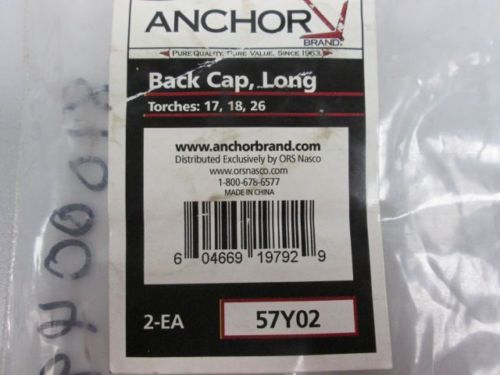 ANCHOR
BRAND.
PURE QUALITY. PURE VALUE. SINCE 1963.
Back Cap, Long
Torches: 17, 18, 26
www.anchorbrand.com
Distributed Exclusively by ORS Nasco
www.orsnasco.com
1-800-678-6577
MADE IN CHINA
6 04669 19792 9
2-EA 57Y02